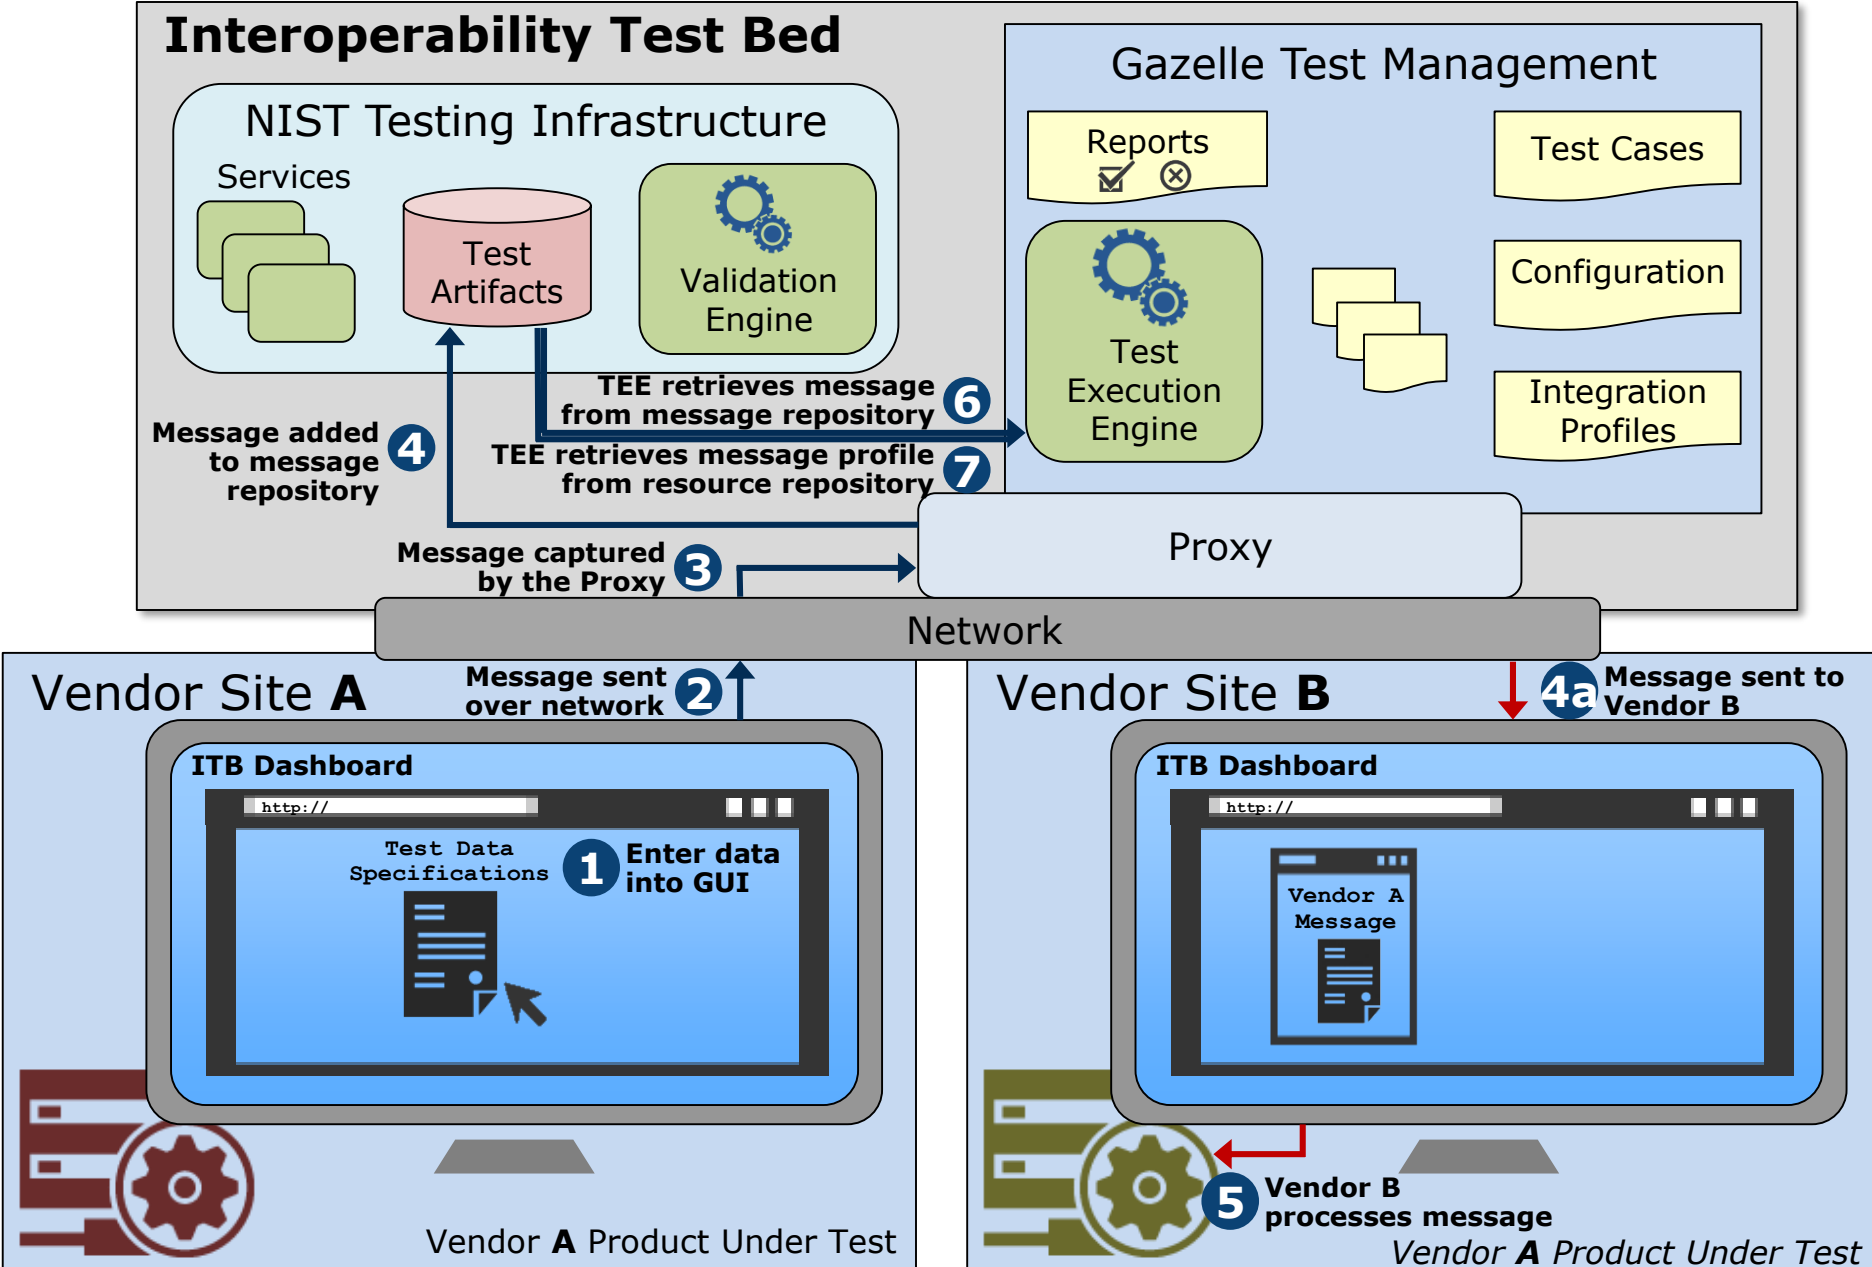 Interoperability Test Bed
NIST Testing Infrastructure
Services
Test
Artifacts
Validation
Engine
Gazelle Test Management
Reports
Test Cases
Test
Execution
Engine
Configuration
Integration
Profiles
TEE retrieves message
from message repository
6
TEE retrieves message profile
from resource repository
7
Message added
to message
repository
4
Message captured
by the Proxy
3
Proxy
Network
Vendor Site A
Message sent
over network
2
ITB Dashboard
http://
Test Data
Specifications
1
Enter data
into GUI
Vendor A Product Under Test
Vendor Site B
4a
Message sent to
Vendor B
ITB Dashboard
http://
Vendor A
Message
5
Vendor B
processes message
Vendor A Product Under Test